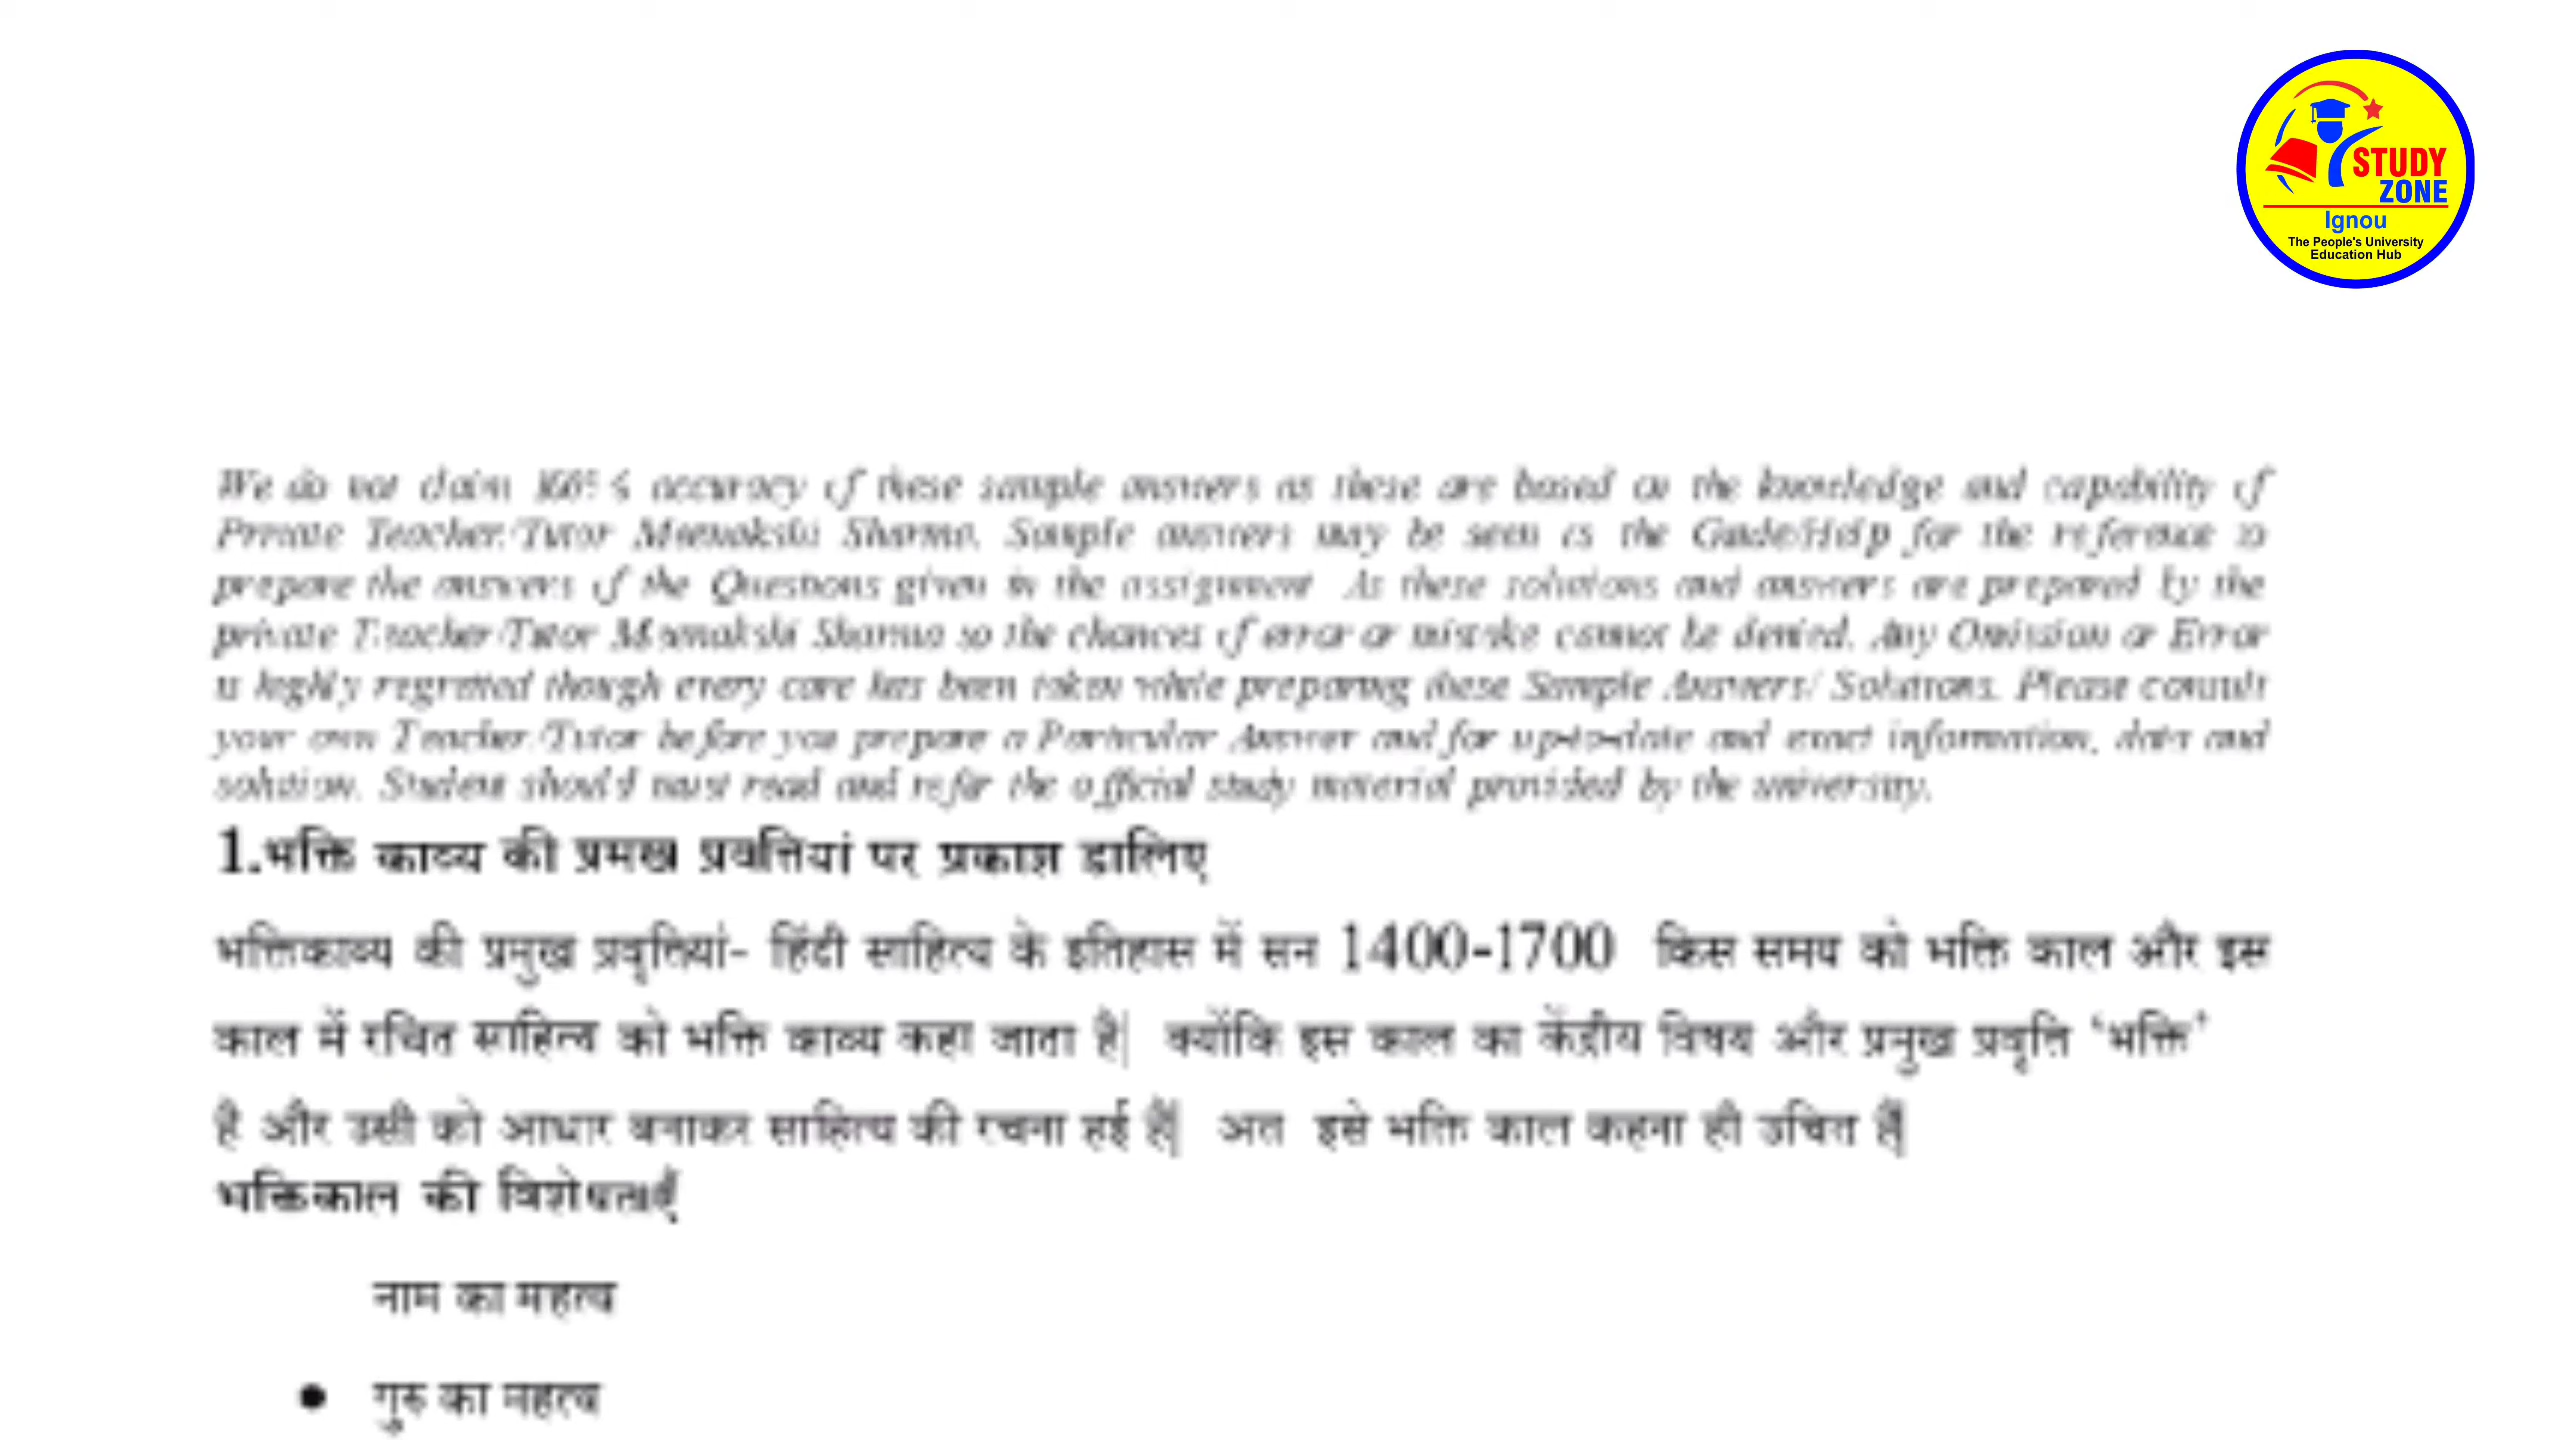 STUDY
ZONE
Ignou
The People's University
Education Hub
We do not claim 100% accuracy of these sample answers as these are based on the knowledge and capability of
Private Teacher/Tutor Meenakshi Sharma. Sample answers may be seen as the Guide/Help for the reference to
prepare the answers of the Questions given in the assignment. As these solutions and answers are prepared by the
private Teacher/Tutor Meenakshi Sharma so the chances of error or mistake cannot be denied. Any Omission or Error
is highly regretted though every care has been taken while preparing these Sample Answers/ Solutions. Please consult
your own Teacher/Tutor before you prepare a Particular Answer and for up-to-date and exact information, data and
solution. Student should must read and refer the official study material provided by the university.
1.भक्ति काव्य की प्रमख प्रवत्तियां पर प्रकाश डालिए
भक्तिकाव्य की प्रमुख प्रवृत्तियां- हिंदी साहित्य के इतिहास में सन 1400-1700 किस समय को भक्ति काल और इस
काल में रचित साहित्य को भक्ति काव्य कहा जाता है| क्योंकि इस काल का केंद्रीय विषय और प्रमुख प्रवृत्ति ‘भक्ति’
है और उसी को आधार बनाकर साहित्य की रचना हई हैं| अत इसे भक्ति काल कहना ही उचित हैं|
भक्तिकाल की विशेषताएँ
नाम का महत्व
● गुरु का महत्व